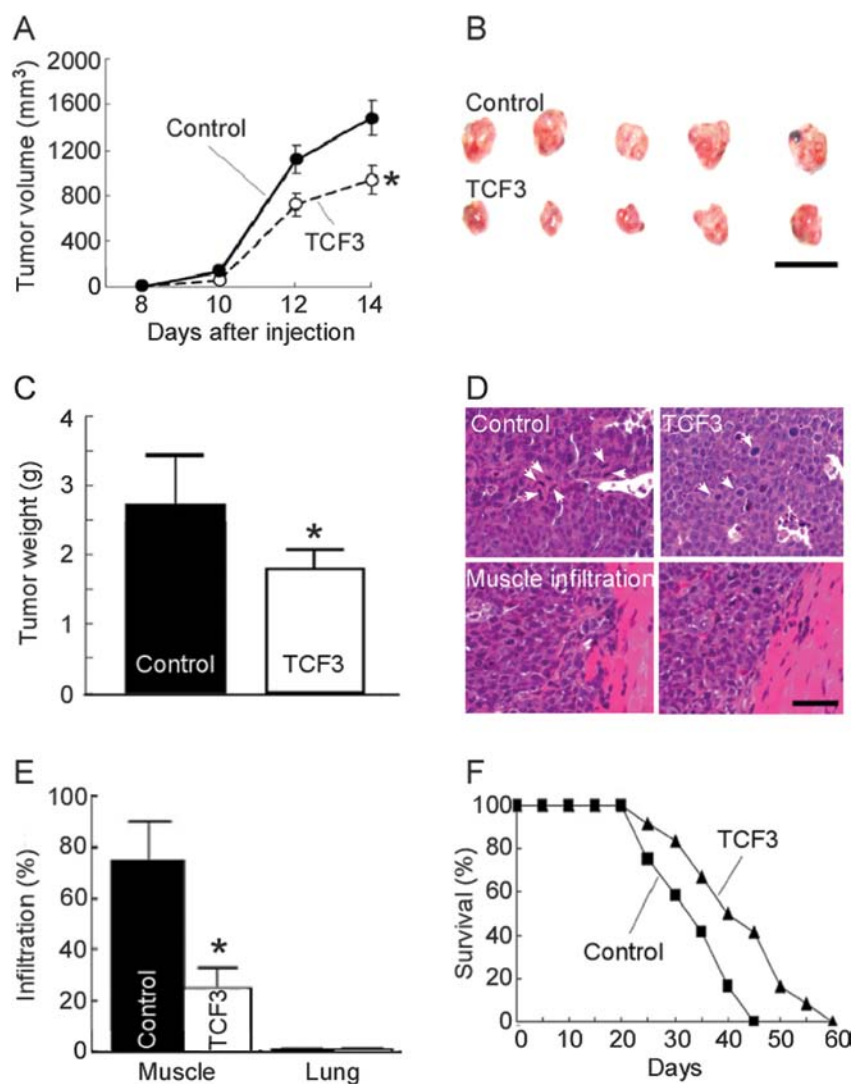 A
Tumor volume (mm³)
2000
1600
1200
800
400
0
Control
TCF3
*
8 10 12 14
Days after injection
B
Control
TCF3
C
Tumor weight (g)
4
3
2
1
0
Control
*
TCF3
D
Control TCF3
Muscle infiltration
E
Infiltration (%)
100
80
60
40
20
0
Control
*
TCF3
Muscle Lung
F
Survival (%)
100
80
60
40
20
0
TCF3
Control
0 10 20 30 40 50 60
Days